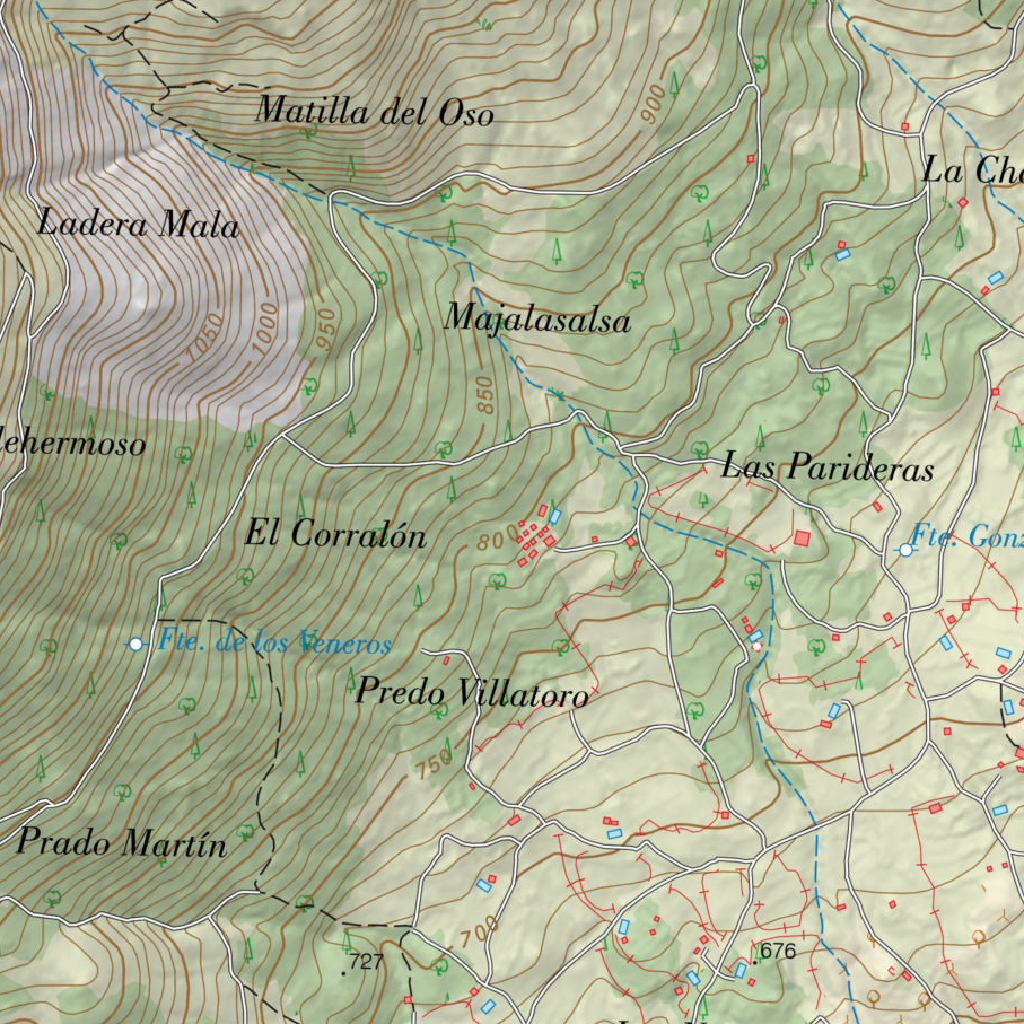 Matilla del Oso
900
La Cha
Ladera Mala
1050
1000
950
Majalasalsa
850
lehermoso
Las Parideras
El Corralón
800
Fte. Gonz
Fte. de los Veneros
Predo Villatoro
750
Prado Martín
700
727
676